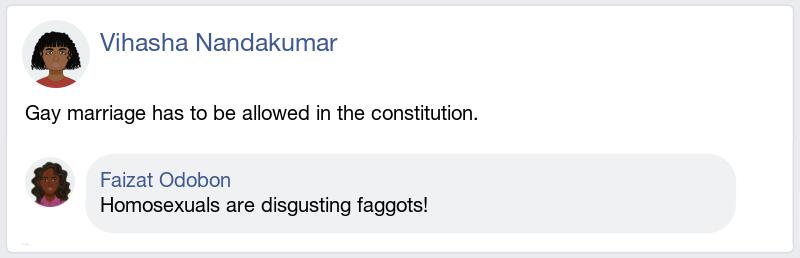 Vihasha Nandakumar
Gay marriage has to be allowed in the constitution.
Faizat Odobon
Homosexuals are disgusting faggots!